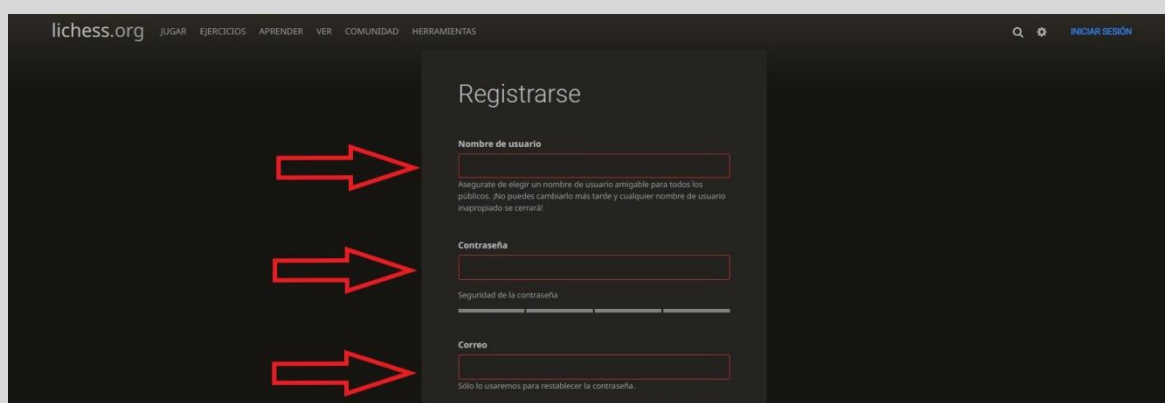 lichess.org JUGAR EJERCICIOS APRENDER VER COMUNIDAD HERRAMIENTAS INICIAR SESIÓN
Registrarse
Nombre de usuario
Asegurate de elegir un nombre de usuario amigable para todos los
públicos. ¡No puedes cambiarlo más tarde y cualquier nombre de usuario
inapropiado se cerrará!
Contraseña
Seguridad de la contraseña
Correo
Sólo lo usaremos para restablecer la contraseña.